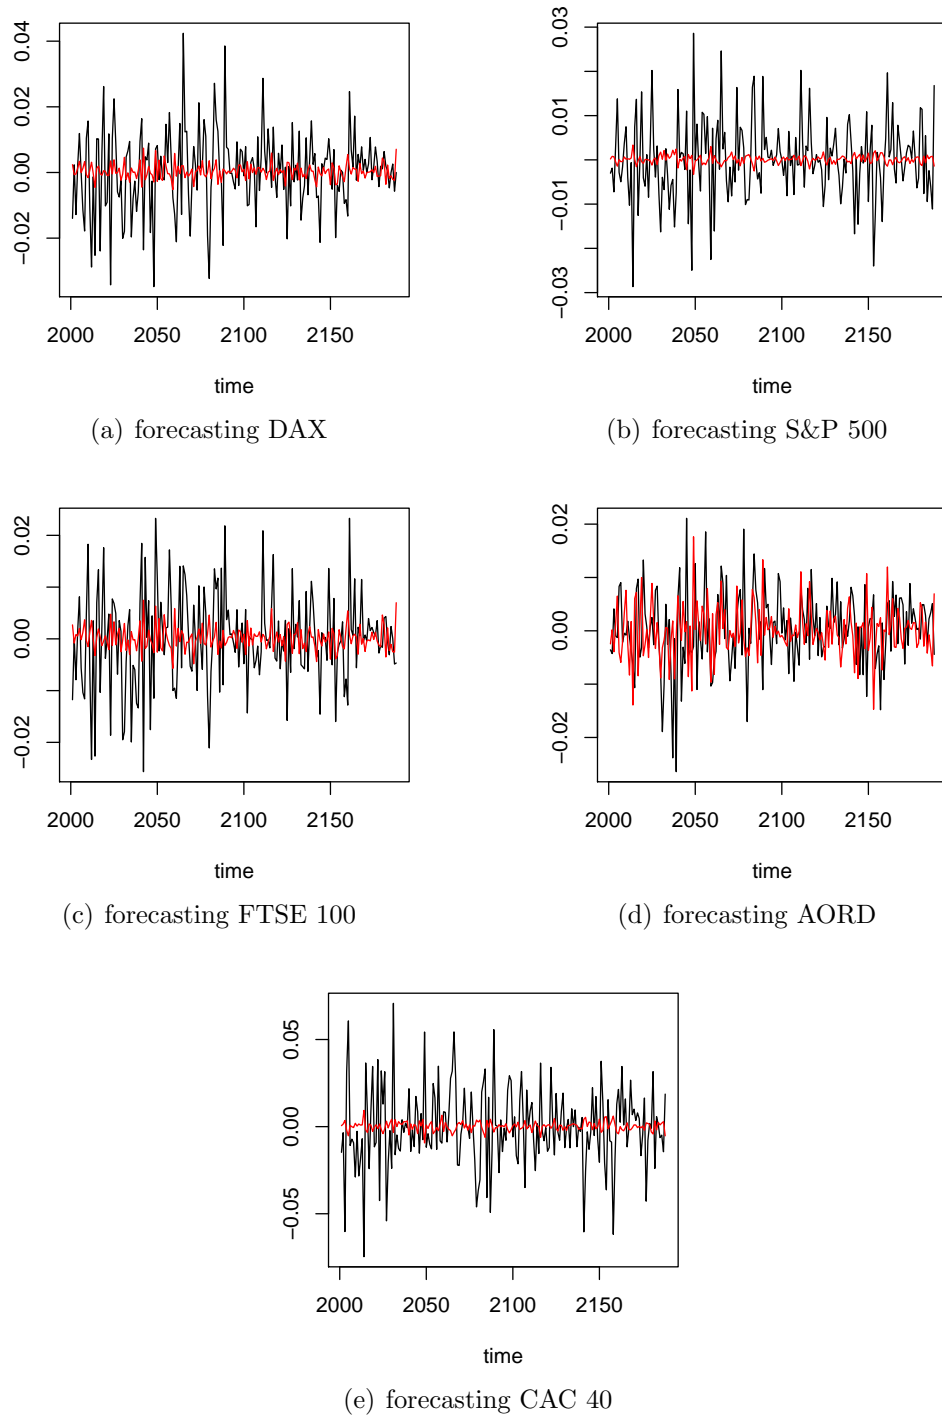 0.04
0.02
0.00
−0.02
2000 2050 2100 2150
time
(a) forecasting DAX
0.03
0.01
−0.01
−0.03
2000 2050 2100 2150
time
(b) forecasting S&P 500
0.02
0.00
−0.02
2000 2050 2100 2150
time
(c) forecasting FTSE 100
0.02
0.00
−0.02
2000 2050 2100 2150
time
(d) forecasting AORD
0.05
0.00
−0.05
2000 2050 2100 2150
time
(e) forecasting CAC 40